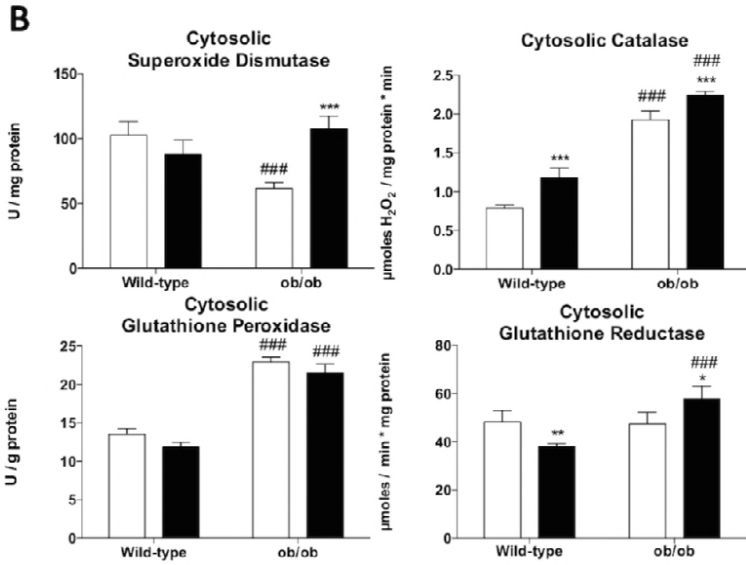 B
Cytosolic
Superoxide Dismutase
U / mg protein
150
100
50
0
###
***
Wild-type
ob/ob
Cytosolic Catalase
µmoles H₂O₂ / mg protein * min
2.5
2.0
1.5
1.0
0.5
0.0
***
###
###
***
Wild-type
ob/ob
Cytosolic
Glutathione Peroxidase
U / g protein
25
20
15
10
5
0
###
###
Wild-type
ob/ob
Cytosolic
Glutathione Reductase
µmoles / min * mg protein
80
60
40
20
0
**
###
*
Wild-type
ob/ob